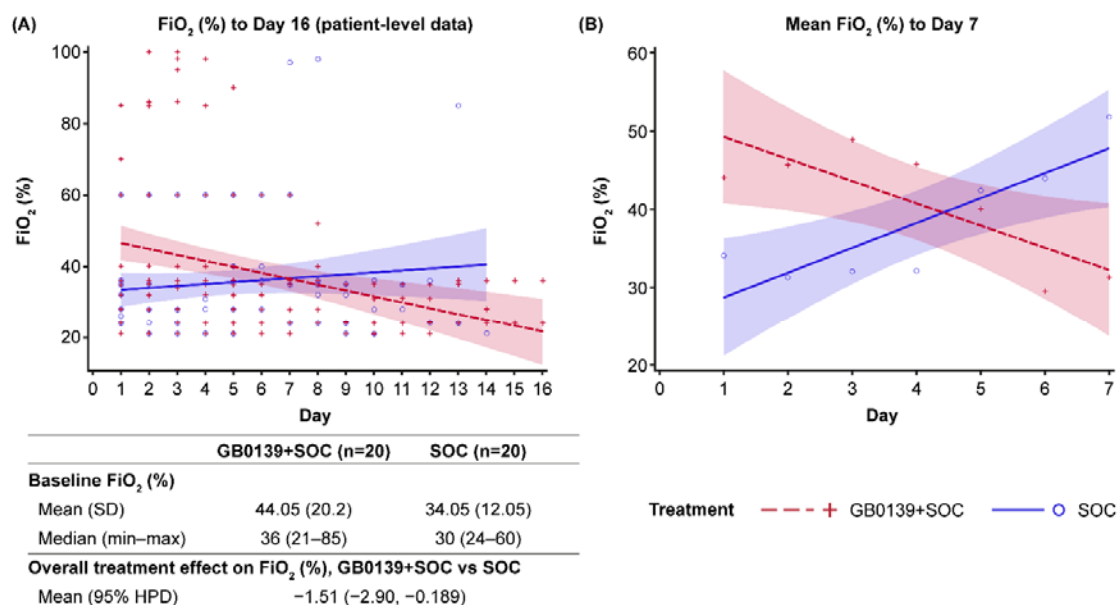 (A) FiO₂ (%) to Day 16 (patient-level data)
100
80
60
40
20
FiO₂ (%)
0 1 2 3 4 5 6 7 8 9 10 11 12 13 14 15 16
Day
(B) Mean FiO₂ (%) to Day 7
60
50
40
30
20
FiO₂ (%)
0 1 2 3 4 5 6 7
Day
GB0139+SOC (n=20) SOC (n=20)
Baseline FiO₂ (%)
Mean (SD) 44.05 (20.2) 34.05 (12.05)
Median (min–max) 36 (21–85) 30 (24–60)
Overall treatment effect on FiO₂ (%), GB0139+SOC vs SOC
Mean (95% HPD) −1.51 (−2.90, −0.189)
Treatment GB0139+SOC SOC